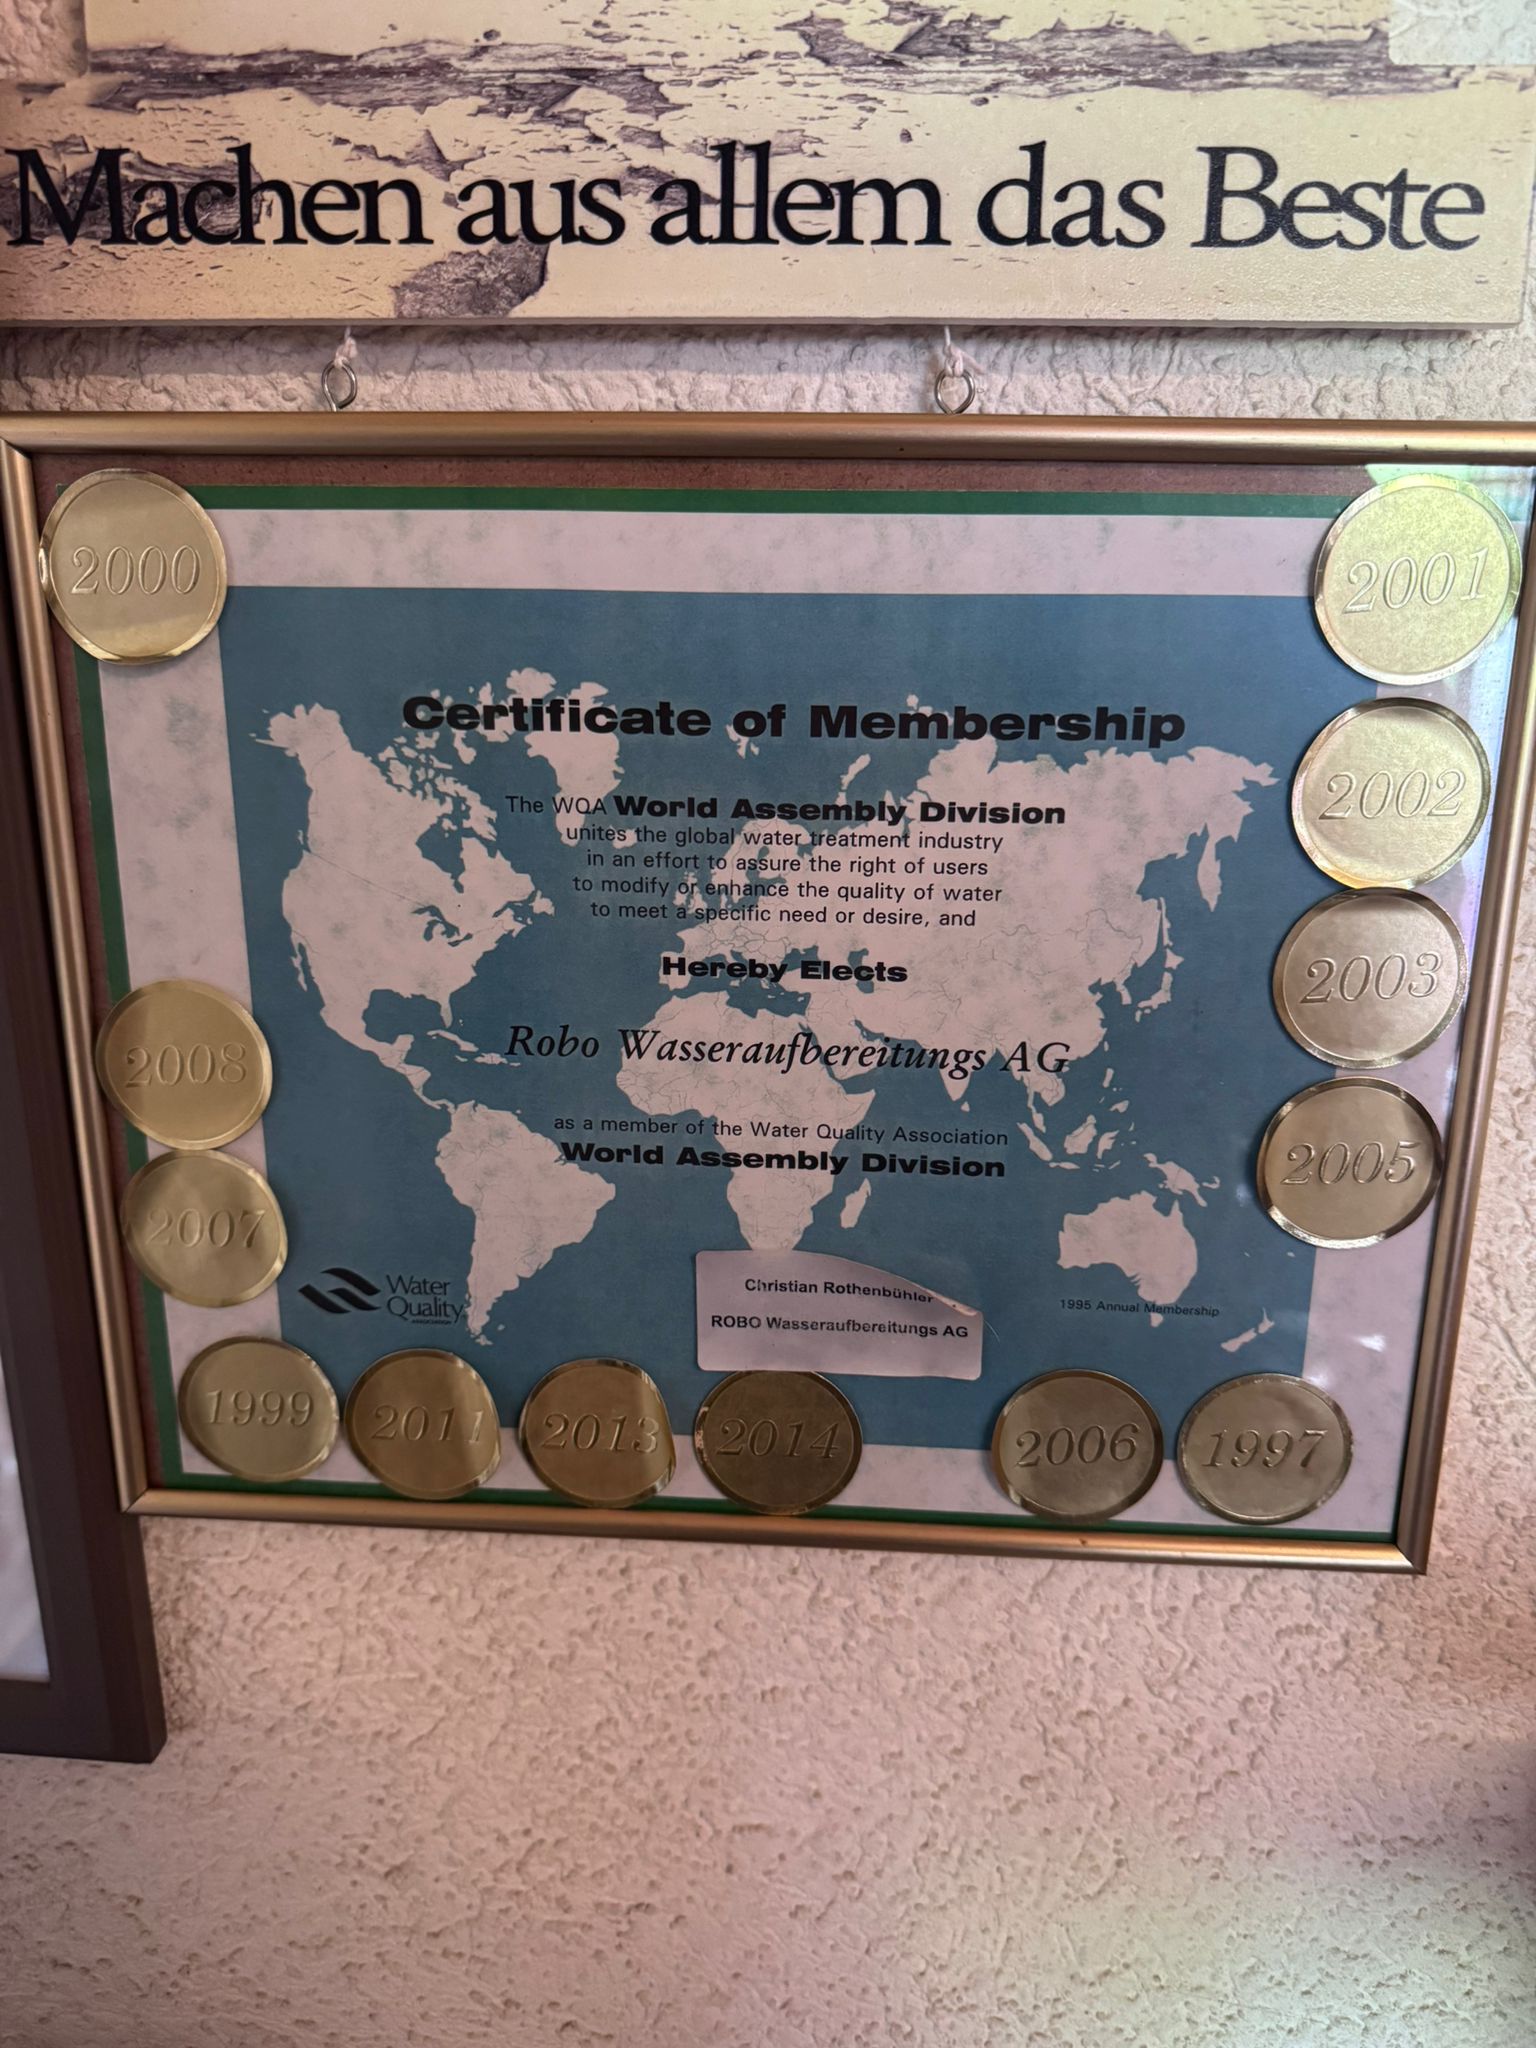 Machen aus allem das Beste
2000
2001
Certificate of Membership
2002
The WQA World Assembly Division
unites the global water treatment industry
in an effort to assure the right of users
to modify or enhance the quality of water
to meet a specific need or desire, and
Hereby Elects
2003
Robo Wasseraufbereitungs AG
2008
as a member of the Water Quality Association
World Assembly Division
2005
2007
Water
Quality
ASSOCIATION
Christian Rothenbühler
ROBO Wasseraufbereitungs AG
1995 Annual Membership
1999
2011
2013
2014
2006
1997